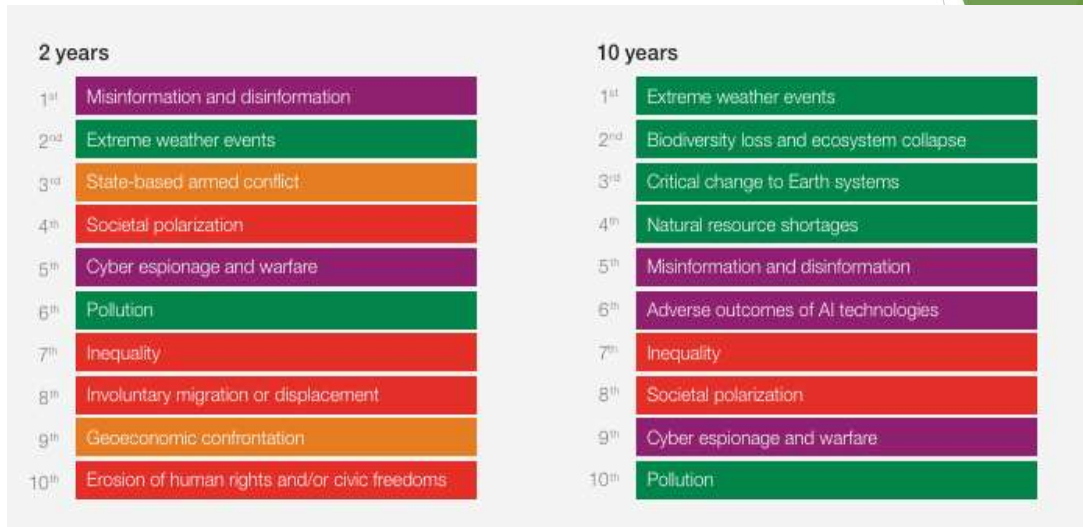 2 years
1st Misinformation and disinformation
2nd Extreme weather events
3rd State-based armed conflict
4th Societal polarization
5th Cyber espionage and warfare
6th Pollution
7th Inequality
8th Involuntary migration or displacement
9th Geoeconomic confrontation
10th Erosion of human rights and/or civic freedoms
10 years
1st Extreme weather events
2nd Biodiversity loss and ecosystem collapse
3rd Critical change to Earth systems
4th Natural resource shortages
5th Misinformation and disinformation
6th Adverse outcomes of AI technologies
7th Inequality
8th Societal polarization
9th Cyber espionage and warfare
10th Pollution